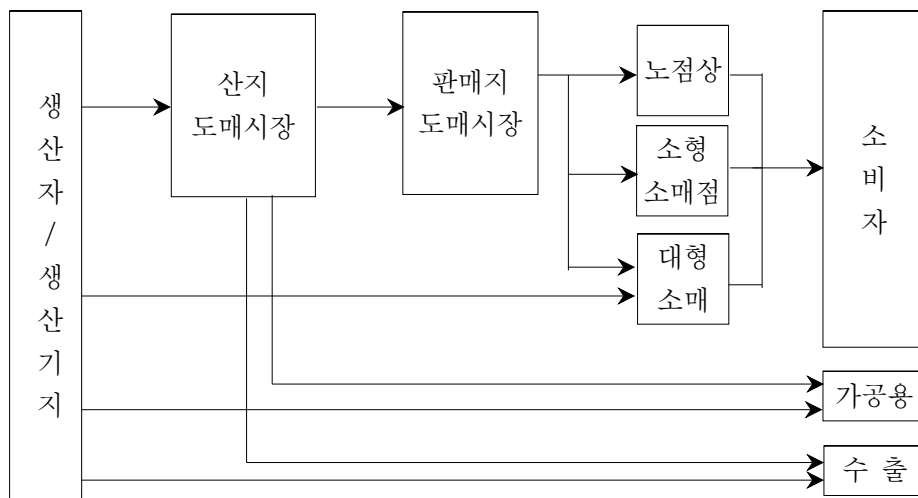 생산자/생산기지
산지
도매시장
판매지
도매시장
노점상
소형
소매점
대형
소매
소비자
가공용
수 출